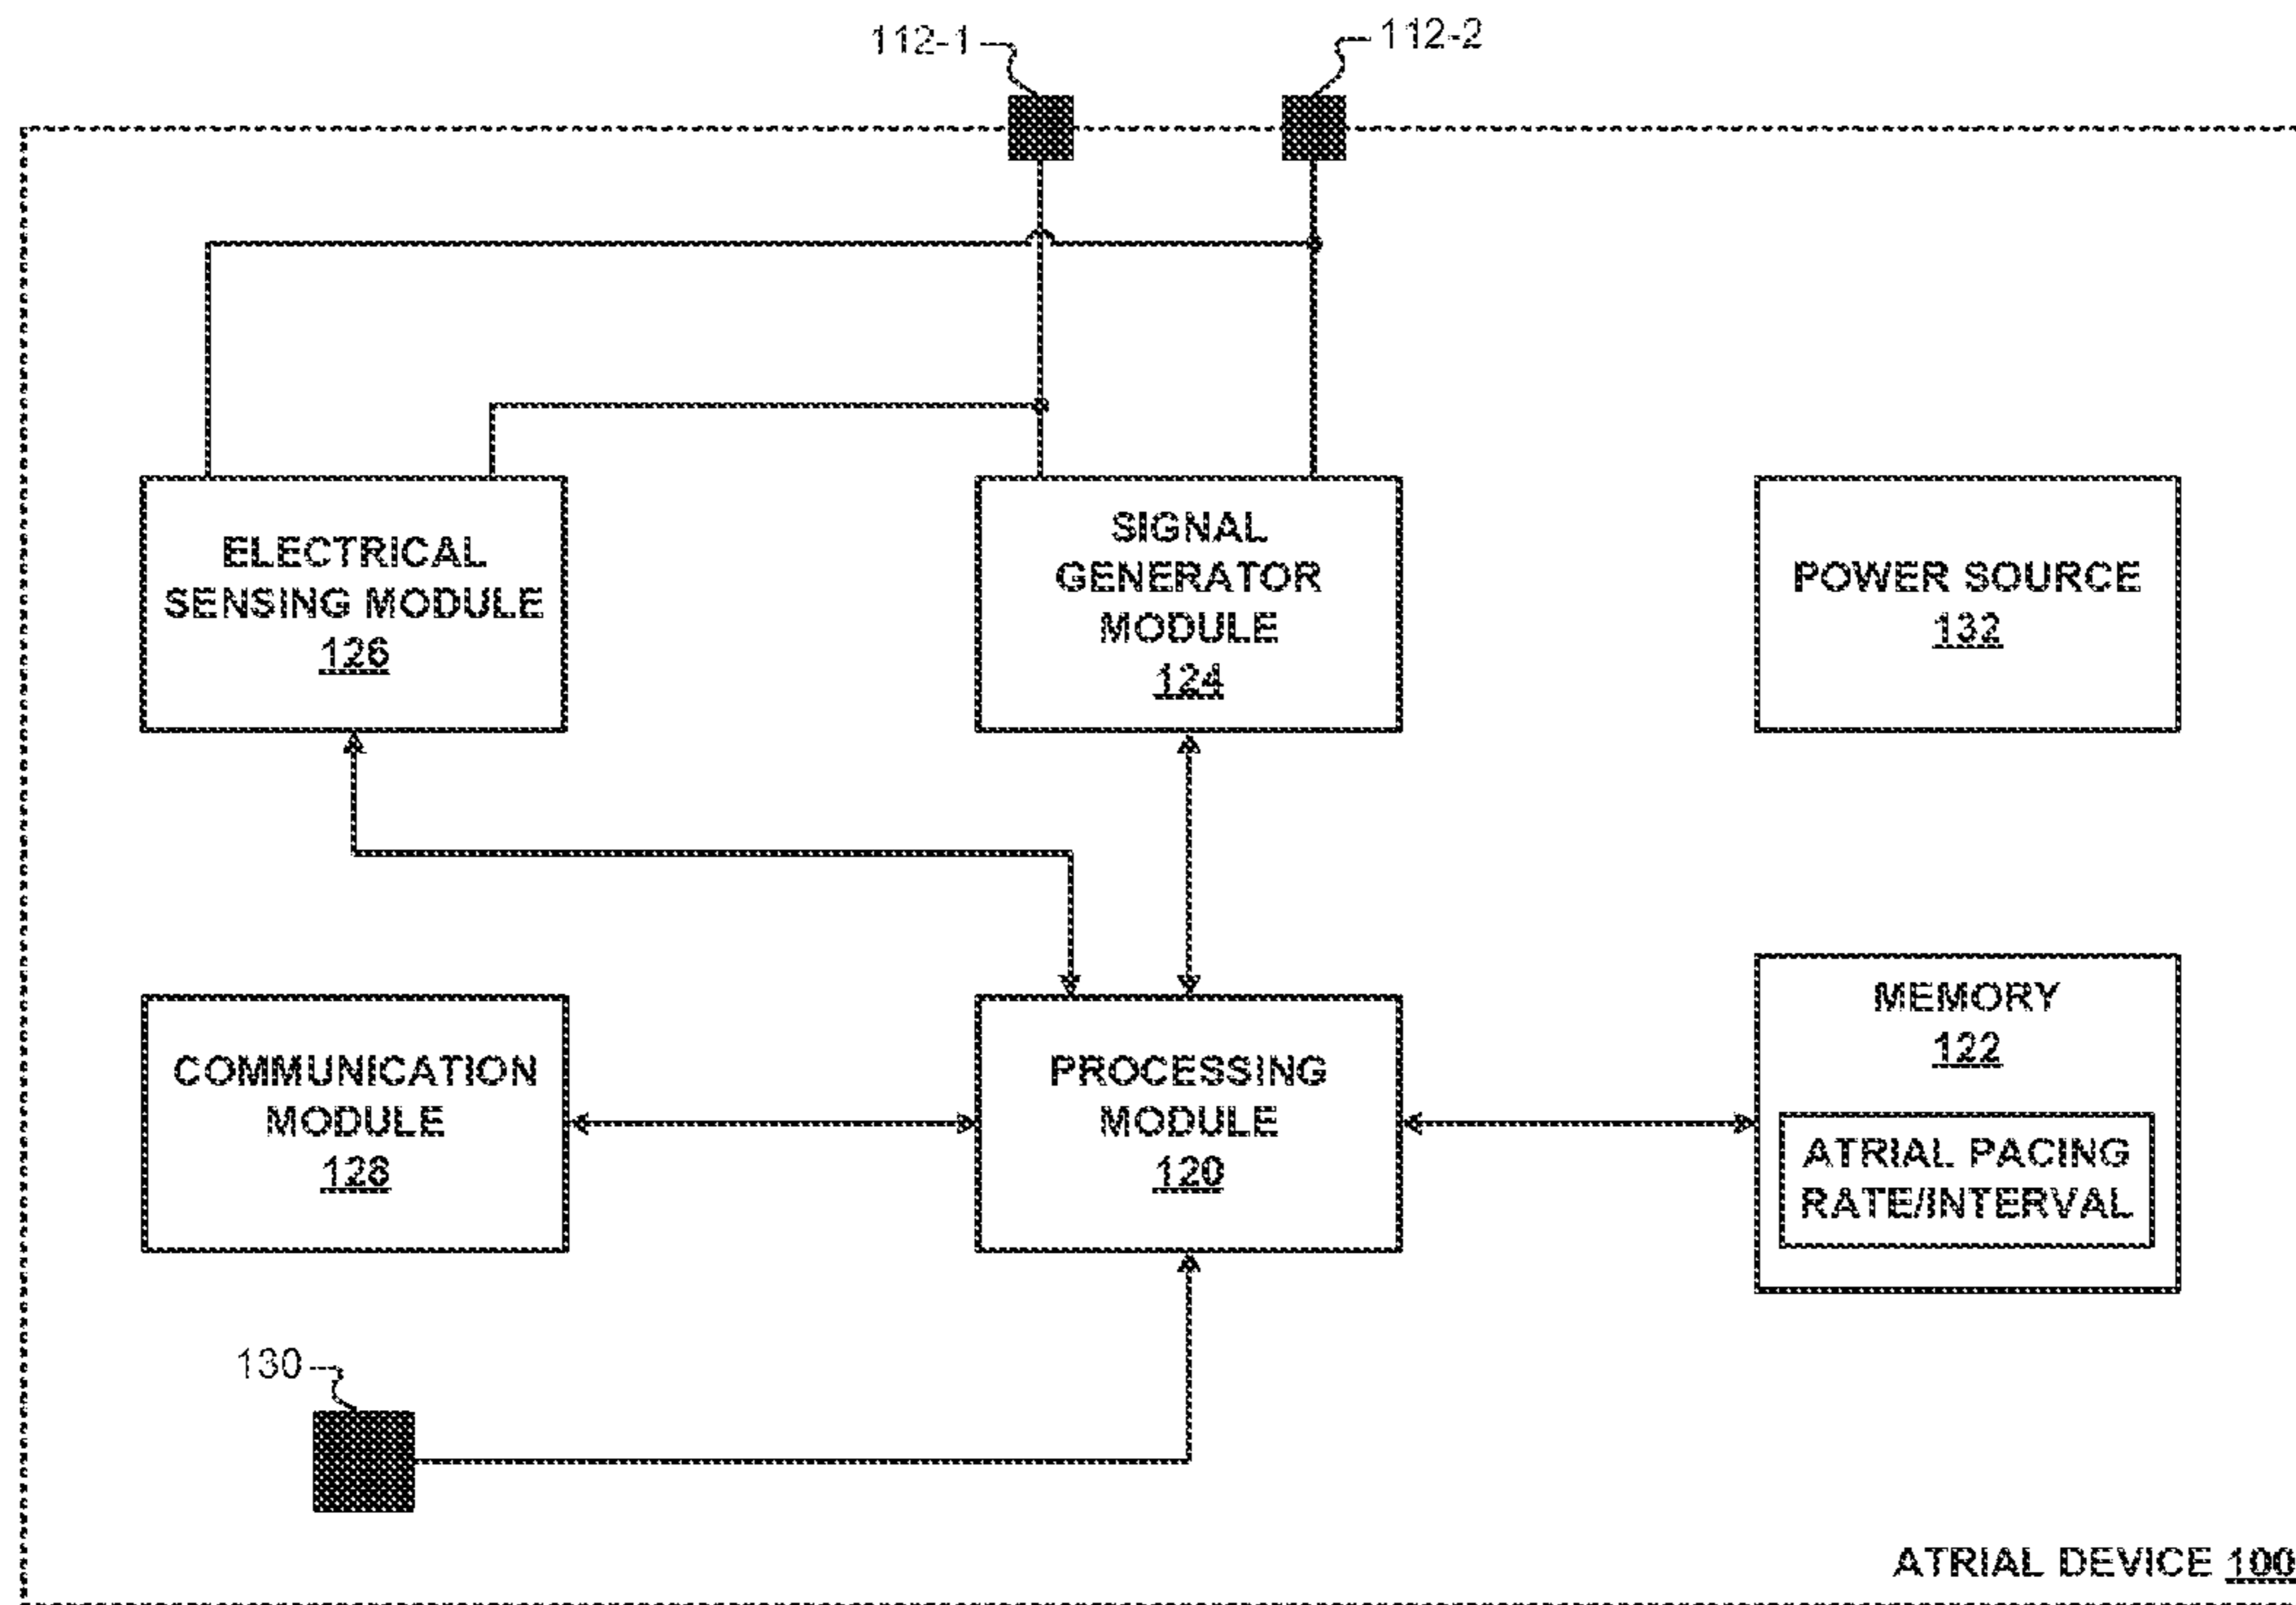 112-1
112-2
ELECTRICAL
SENSING MODULE
126
SIGNAL
GENERATOR
MODULE
124
POWER SOURCE
132
COMMUNICATION
MODULE
128
PROCESSING
MODULE
120
MEMORY
122
ATRIAL PACING
RATE/INTERVAL
130
ATRIAL DEVICE 100